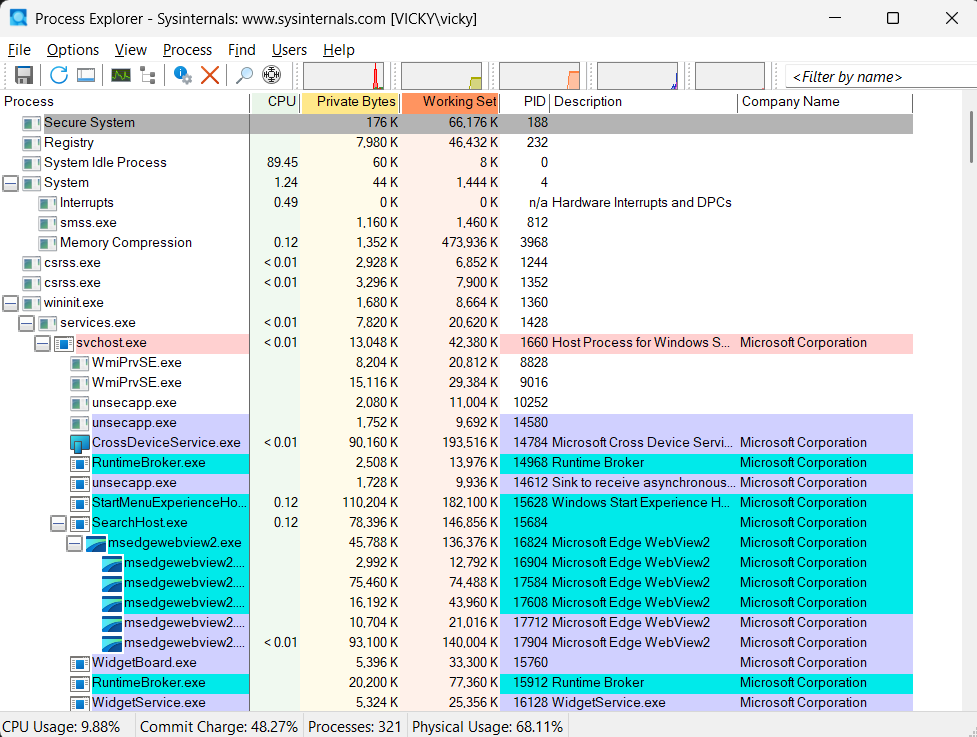 Process Explorer - Sysinternals: www.sysinternals.com [VICKY\vicky]
File Options View Process Find Users Help
<Filter by name>
Process CPU Private Bytes Working Set PID Description Company Name
Secure System 176 K 66,176 K 188
Registry 7,980 K 46,432 K 232
System Idle Process 89.45 60 K 8 K 0
System 1.24 44 K 1,444 K 4
Interrupts 0.49 0 K 0 K n/a Hardware Interrupts and DPCs
smss.exe 1,160 K 1,460 K 812
Memory Compression 0.12 1,352 K 473,936 K 3968
csrss.exe < 0.01 2,928 K 6,852 K 1244
csrss.exe < 0.01 3,296 K 7,900 K 1352
wininit.exe 1,680 K 8,664 K 1360
services.exe < 0.01 7,820 K 20,620 K 1428
svchost.exe < 0.01 13,048 K 42,380 K 1660 Host Process for Windows S... Microsoft Corporation
WmiPrvSE.exe 8,204 K 20,812 K 8828
WmiPrvSE.exe 15,116 K 29,384 K 9016
unsecapp.exe 2,080 K 11,004 K 10252
unsecapp.exe 1,752 K 9,692 K 14580
CrossDeviceService.exe < 0.01 90,160 K 193,516 K 14784 Microsoft Cross Device Servi... Microsoft Corporation
RuntimeBroker.exe 2,508 K 13,976 K 14968 Runtime Broker Microsoft Corporation
unsecapp.exe 1,728 K 9,936 K 14612 Sink to receive asynchronous... Microsoft Corporation
StartMenuExperienceHo... 0.12 110,204 K 182,100 K 15628 Windows Start Experience H... Microsoft Corporation
SearchHost.exe 0.12 78,396 K 146,856 K 15684 Microsoft Corporation
msedgewebview2.exe 45,788 K 136,376 K 16824 Microsoft Edge WebView2 Microsoft Corporation
msedgewebview2.... 2,992 K 12,792 K 16904 Microsoft Edge WebView2 Microsoft Corporation
msedgewebview2.... 75,460 K 74,488 K 17584 Microsoft Edge WebView2 Microsoft Corporation
msedgewebview2.... 16,192 K 43,960 K 17608 Microsoft Edge WebView2 Microsoft Corporation
msedgewebview2.... 10,704 K 21,016 K 17712 Microsoft Edge WebView2 Microsoft Corporation
msedgewebview2.... < 0.01 93,100 K 140,004 K 17904 Microsoft Edge WebView2 Microsoft Corporation
WidgetBoard.exe 5,396 K 33,300 K 15760 Microsoft Corporation
RuntimeBroker.exe 20,200 K 77,360 K 15912 Runtime Broker Microsoft Corporation
WidgetService.exe 5,324 K 25,356 K 16128 WidgetService.exe Microsoft Corporation
CPU Usage: 9.88% Commit Charge: 48.27% Processes: 321 Physical Usage: 68.11%